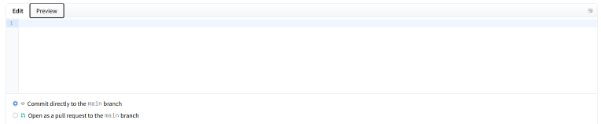 Edit Preview
1
Commit directly to the main branch
Open as a pull request to the main branch